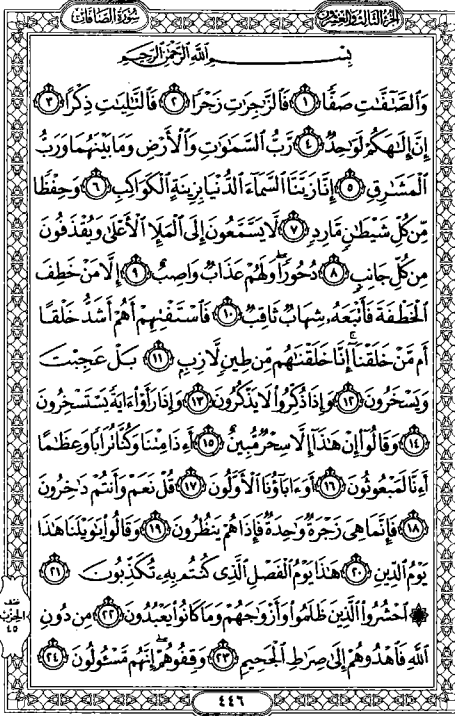 الجزء الثالث والعشرون
سورة الصافات
بِسْمِ اللَّهِ الرَّحْمَٰنِ الرَّحِيمِ
وَالصَّٰٓفَّٰتِ صَفًّا ١ فَالزَّٰجِرَٰتِ زَجْرًا ٢ فَالتَّٰلِيَٰتِ ذِكْرًا ٣
إِنَّ إِلَٰهَكُمْ لَوَٰحِدٌ ٤ رَّبُّ السَّمَٰوَٰتِ وَالْأَرْضِ وَمَا بَيْنَهُمَا وَرَبُّ
الْمَشَٰرِقِ ٥ إِنَّا زَيَّنَّا السَّمَآءَ الدُّنْيَا بِزِينَةٍ الْكَوَاكِبِ ٦ وَحِفْظًا
مِّن كُلِّ شَيْطَٰنٍ مَّارِدٍ ٧ لَّا يَسَّمَّعُونَ إِلَى الْمَلَإِ الْأَعْلَىٰ وَيُقْذَفُونَ
مِن كُلِّ جَانِبٍ ٨ دُحُورًا ۖ وَلَهُمْ عَذَابٌ وَاصِبٌ ٩ إِلَّا مَنْ خَطِفَ
الْخَطْفَةَ فَأَتْبَعَهُۥ شِهَابٌ ثَاقِبٌ ١٠ فَاسْتَفْتِهِمْ أَهُمْ أَشَدُّ خَلْقًا
أَم مَّنْ خَلَقْنَآ ۚ إِنَّا خَلَقْنَٰهُم مِّن طِينٍ لَّازِبٍ ١١ بَلْ عَجِبْتَ
وَيَسْخَرُونَ ١٢ وَإِذَا ذُكِّرُوا لَا يَذْكُرُونَ ١٣ وَإِذَا رَأَوْا ءَايَةً يَسْتَسْخِرُونَ
١٤ وَقَالُوٓا إِنْ هَٰذَآ إِلَّا سِحْرٌ مُّبِينٌ ١٥ أَءِذَا مِتْنَا وَكُنَّا تُرَابًا وَعِظَٰمًا
أَءِنَّا لَمَبْعُوثُونَ ١٦ أَوَءَابَآؤُنَا الْأَوَّلُونَ ١٧ قُلْ نَعَمْ وَأَنتُمْ دَٰخِرُونَ
١٨ فَإِنَّمَا هِيَ زَجْرَةٌ وَٰحِدَةٌ فَإِذَا هُمْ يَنظُرُونَ ١٩ وَقَالُوا يَٰوَيْلَنَا هَٰذَا
يَوْمُ الدِّينِ ٢٠ هَٰذَا يَوْمُ الْفَصْلِ الَّذِي كُنتُم بِهِۦ تُكَذِّبُونَ ٢١
۞ احْشُرُوا الَّذِينَ ظَلَمُوا وَأَزْوَٰجَهُمْ وَمَا كَانُوا يَعْبُدُونَ ٢٢ مِن دُونِ
اللَّهِ فَاهْدُوهُمْ إِلَىٰ صِرَٰطِ الْجَحِيمِ ٢٣ وَقِفُوهُمْ ۖ إِنَّهُم مَّسْـُٔولُونَ ٢٤
نصف
الحزب
٤٥
٤٤٦